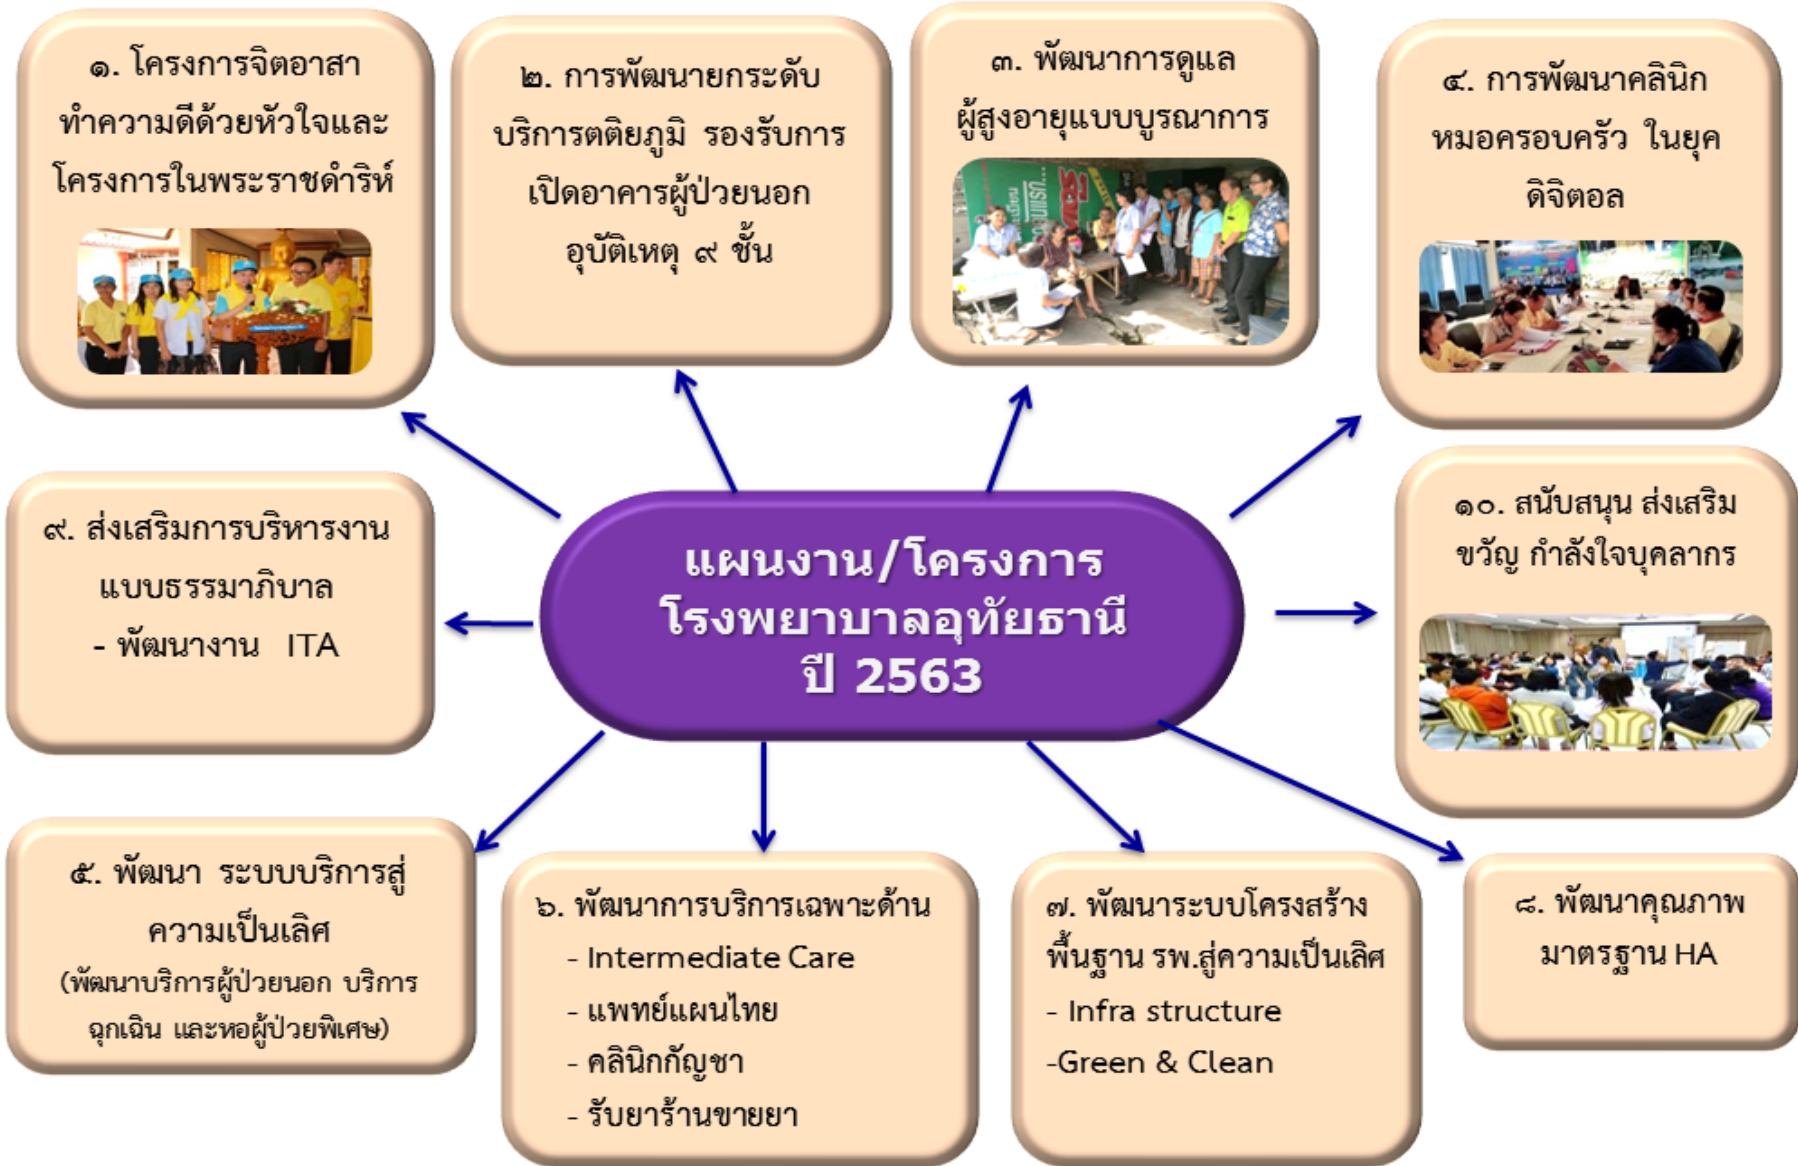 ๑. โครงการจิตอาสา
ทำความดีด้วยหัวใจและ
โครงการในพระราชดำริห์
๒. การพัฒนายกระดับ
บริการตติยภูมิ รองรับการ
เปิดอาคารผู้ป่วยนอก
อุบัติเหตุ ๙ ชั้น
๓. พัฒนาการดูแล
ผู้สูงอายุแบบบูรณาการ
๔. การพัฒนาคลินิก
หมอครอบครัว ในยุค
ดิจิตอล
๙. ส่งเสริมการบริหารงาน
แบบธรรมาภิบาล
- พัฒนางาน ITA
แผนงาน/โครงการ
โรงพยาบาลอุทัยธานี
ปี 2563
๑๐. สนับสนุน ส่งเสริม
ขวัญ กำลังใจบุคลากร
๕. พัฒนา ระบบบริการสู่
ความเป็นเลิศ
(พัฒนาบริการผู้ป่วยนอก บริการ
ฉุกเฉิน และหอผู้ป่วยพิเศษ)
๖. พัฒนาการบริการเฉพาะด้าน
- Intermediate Care
- แพทย์แผนไทย
- คลินิกกัญชา
- รับยาร้านขายยา
๗. พัฒนาระบบโครงสร้าง
พื้นฐาน รพ.สู่ความเป็นเลิศ
- Infra structure
-Green & Clean
๘. พัฒนาคุณภาพ
มาตรฐาน HA